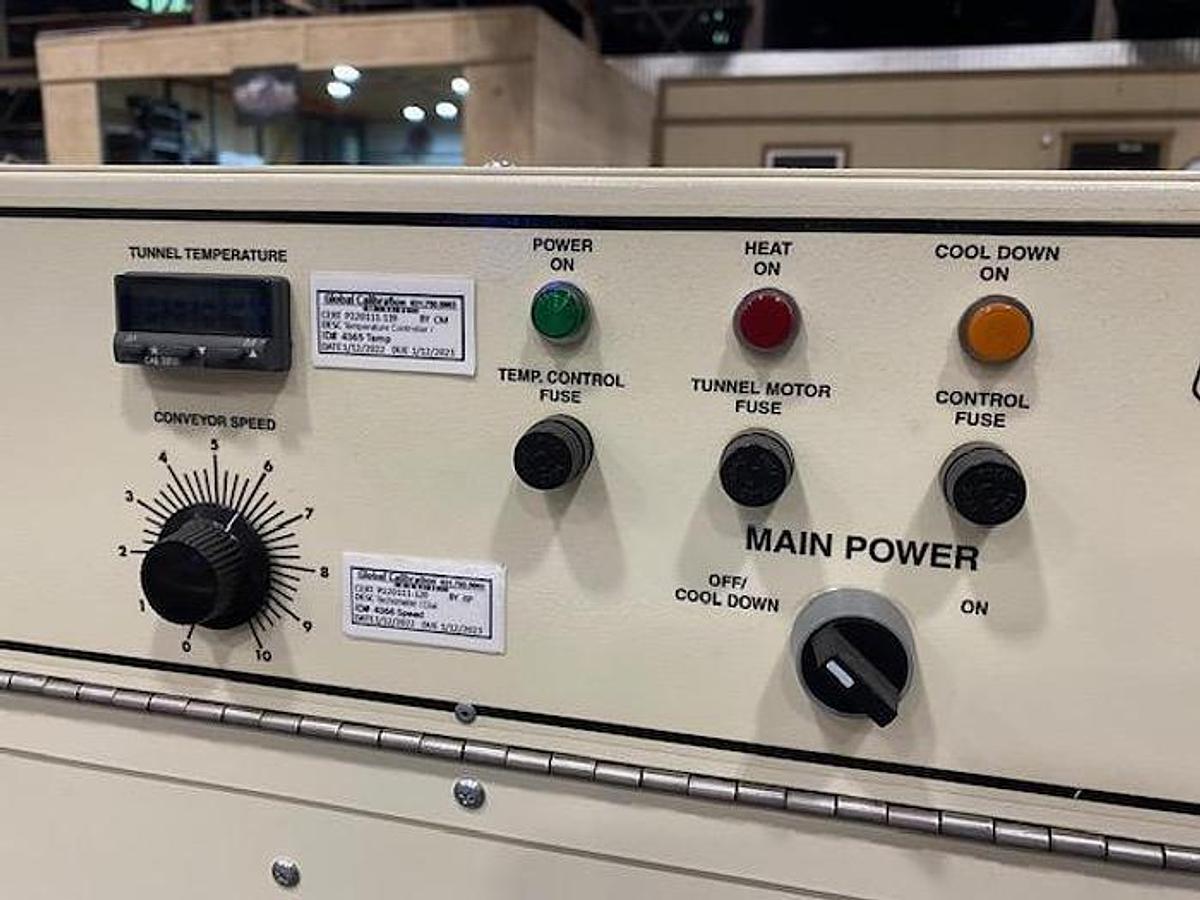 TUNNEL TEMPERATURE
POWER
ON
HEAT
ON
COOL DOWN
ON
Global Calibration
CERT P220111-119 BY CM
DESC Temperature Controller /
ID# 4365 Temp
DATE 1/12/2022 DUE 1/12/2023
TEMP. CONTROL
FUSE
TUNNEL MOTOR
FUSE
CONTROL
FUSE
CONVEYOR SPEED
0
1
2
3
4
5
6
7
8
9
10
Global Calibration
CERT P220111-120 BY
DESC
ID# 4366 Speed
DATE 1/12/2022 DUE 1/12/2023
MAIN POWER
OFF/
COOL DOWN
ON